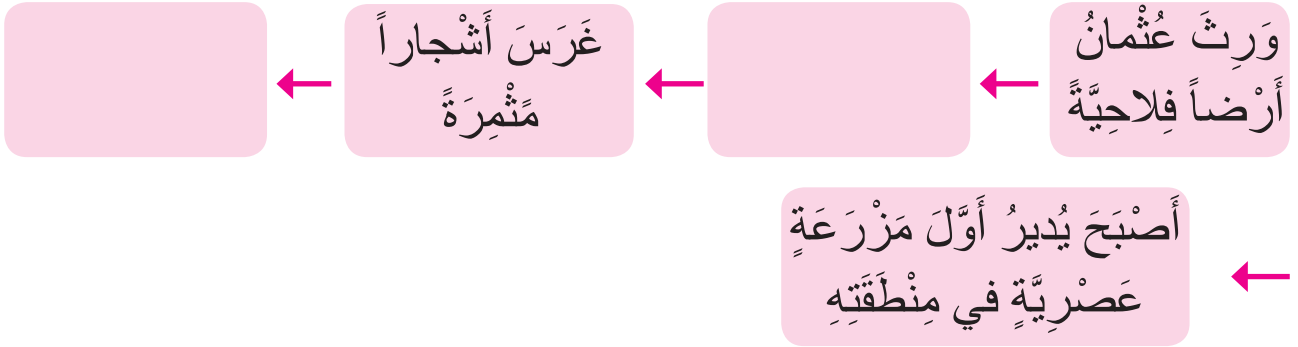 وَرِثَ عُثْمانُ
أَرْضاً فِلاحِيَّةً
غَرَسَ أَشْجاراً
مًثْمِرَةً
أَصْبَحَ يُديرُ أَوَّلَ مَزْرَعَةٍ
عَصْرِيَّةٍ في مِنْطَقَتِهِ